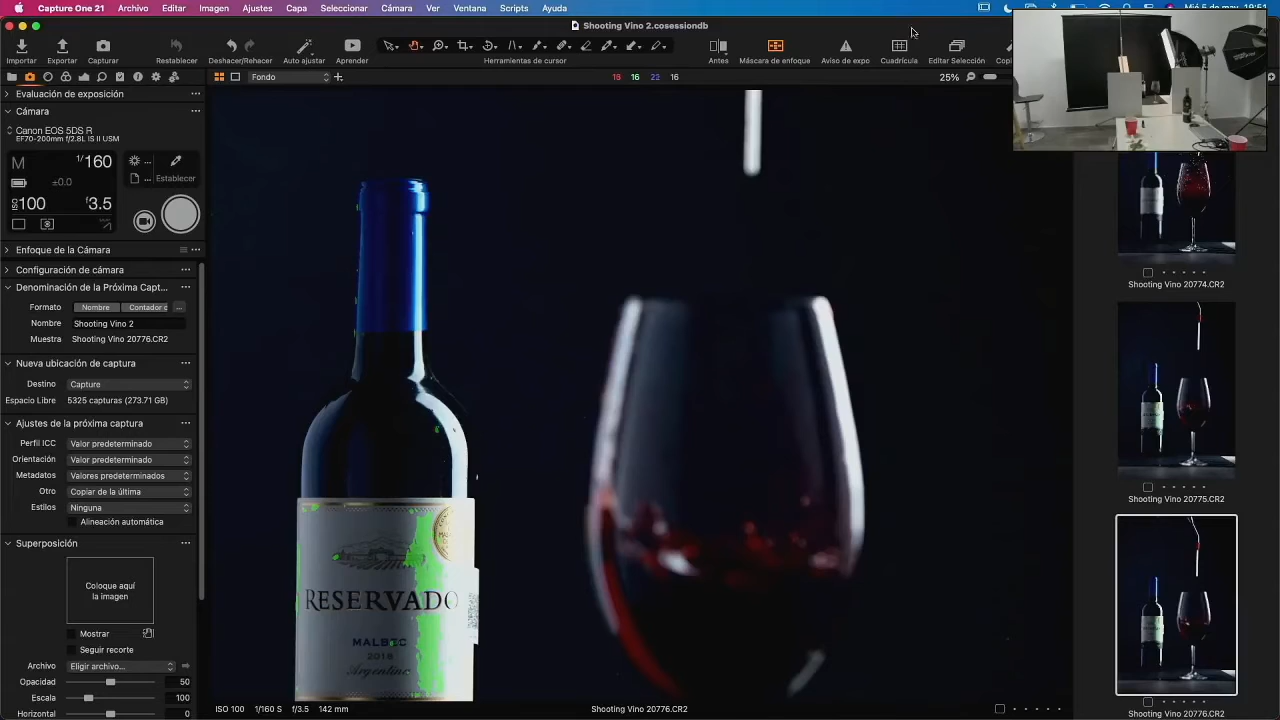 Capture One 21 Archivo Editar Imagen Ajustes Capa Seleccionar Cámara Ver Ventana Scripts Ayuda
Shooting Vino 2.cosessiondb
Importar Exportar Capturar Restablecer Deshacer/Rehacer Auto ajustar Aprender Herramientas de cursor Antes Máscara de enfoque Aviso de expo Cuadrícula Editar Selección
Fondo
18 16 22 16
25%
Evaluación de exposición
Cámara
Canon EOS 5DS R
EF70-200mm f/2.8L IS II USM
M 1/160
±0.0
Establecer
ISO100 f3.5
Enfoque de la Cámara
Configuración de cámara
Denominación de la Próxima Capt...
Formato Nombre Contador
Nombre Shooting Vino 2
Muestra Shooting Vino 20776.CR2
Nueva ubicación de captura
Destino Capture
Espacio Libre 5325 capturas (273.71 GB)
Ajustes de la próxima captura
Perfil ICC Valor predeterminado
Orientación Valor predeterminado
Metadatos Valores predeterminados
Otro Copiar de la última
Estilos Ninguna
Alineación automática
Superposición
Coloque aquí
la imagen
Mostrar
Seguir recorte
Archivo Eligir archivo...
Opacidad 50
Escala 100
Horizontal 0
RESERVADO
MALBEC
2018
Argentina
ISO 100 1/160 S f/3.5 142 mm
Shooting Vino 20776.CR2
Shooting Vino 20774.CR2
Shooting Vino 20775.CR2
Shooting Vino 20776.CR2